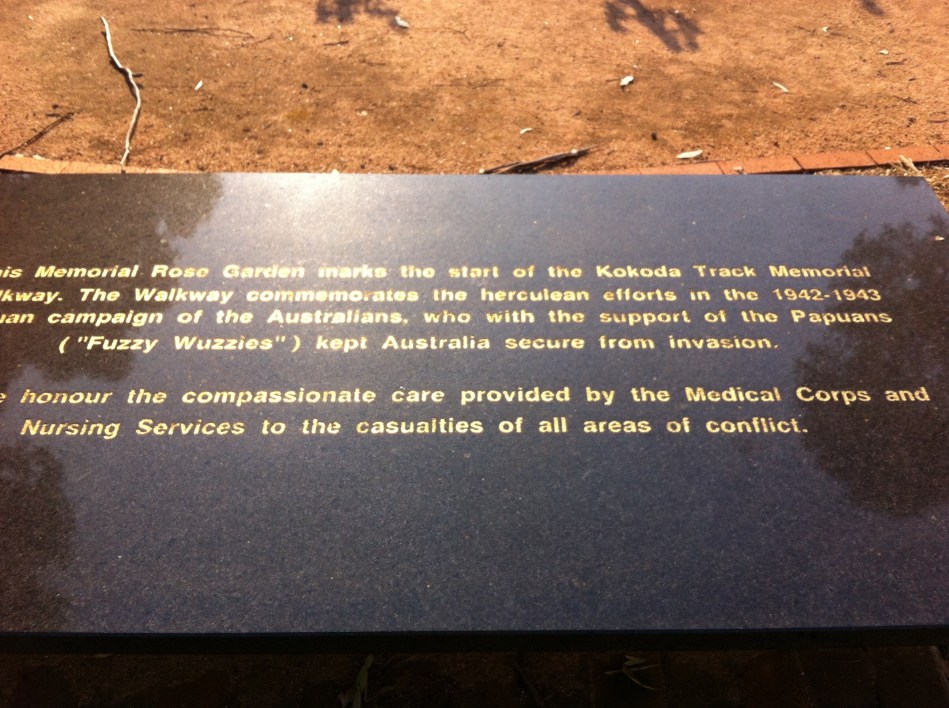 is Memorial Rose Garden marks the start of the Kokoda Track Memorial
kway. The Walkway commemorates the herculean efforts in the 1942-1943
uan campaign of the Australians, who with the support of the Papuans
("Fuzzy Wuzzies") kept Australia secure from invasion.
e honour the compassionate care provided by the Medical Corps and
Nursing Services to the casualties of all areas of conflict.